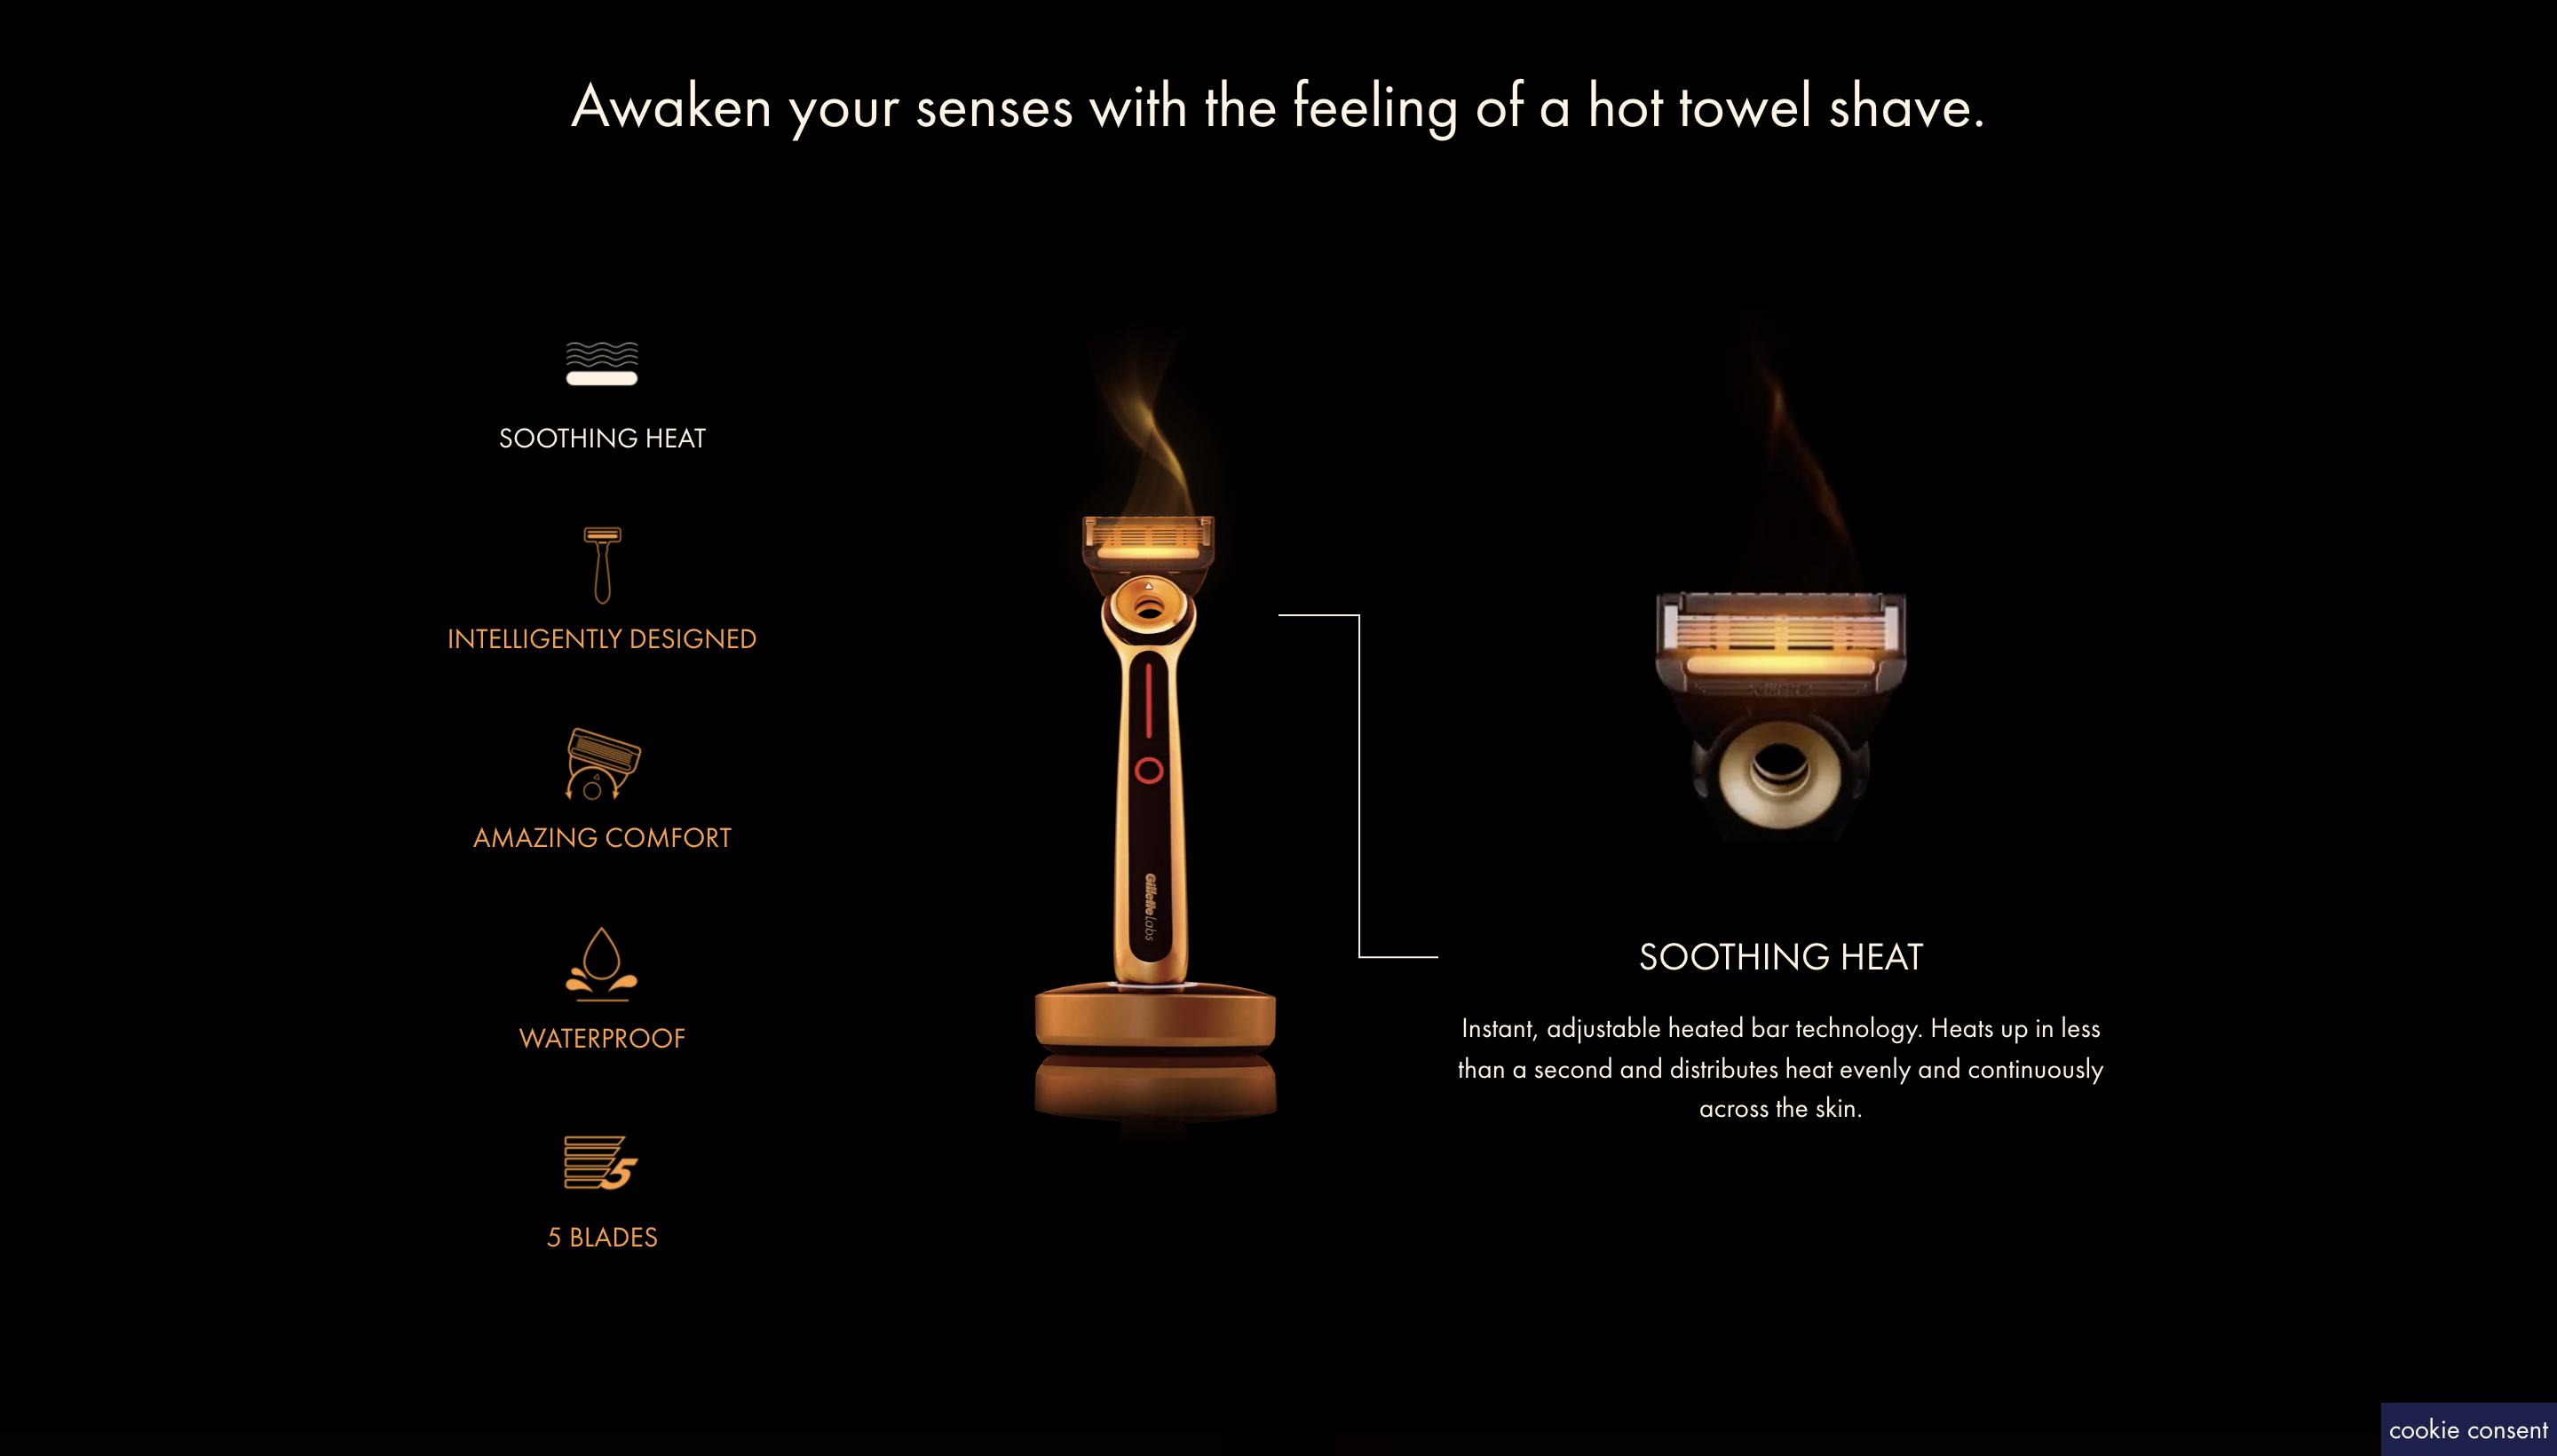 Awaken your senses with the feeling of a hot towel shave.
SOOTHING HEAT
INTELLIGENTLY DESIGNED
AMAZING COMFORT
WATERPROOF
5
5 BLADES
GilletteLabs
SOOTHING HEAT
Instant, adjustable heated bar technology. Heats up in less
than a second and distributes heat evenly and continuously
across the skin.
cookie consent